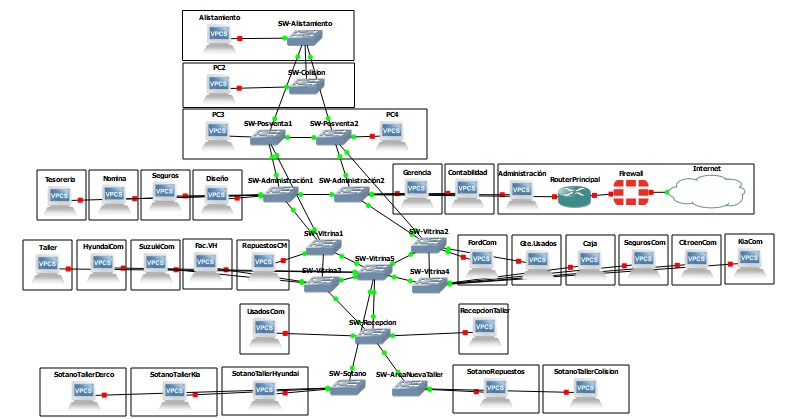 Alistamiento
SW-Alistamiento
VPCS
PC2
SW-Colision
VPCS
PC3
SW-Posventa1
SW-Posventa2
PC4
VPCS
VPCS
Tesoreria
Nomina
Seguros
Diseño
SW-Administración1
SW-Administración2
Gerencia
Contabilidad
Administración
RouterPrincipal
Firewall
Internet
VPCS
VPCS
VPCS
VPCS
VPCS
VPCS
VPCS
Taller
HyundaiCom
SuzukiCom
Fac.VH
RepuestosCM
SW-Vitrina1
SW-Vitrina2
SW-Vitrina5
SW-Vitrina3
SW-Vitrina4
FordCom
Gte.Usados
Caja
SegurosCom
CitroenCom
KiaCom
VPCS
VPCS
VPCS
VPCS
VPCS
VPCS
VPCS
VPCS
VPCS
VPCS
VPCS
UsadosCom
SW-Recepcion
RecepcionTaller
VPCS
VPCS
SotanoTallerDerco
SotanoTallerKia
SotanoTallerHyundai
SW-Sotano
SW-AreaNuevaTaller
SotanoRepuestos
SotanoTallerColision
VPCS
VPCS
VPCS
VPCS
VPCS